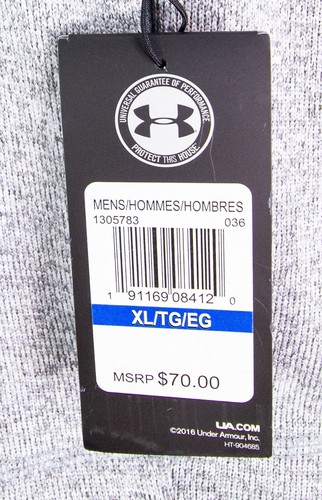 UNIVERSAL GUARANTEE OF PERFORMANCE
PROTECT THIS HOUSE
MENS/HOMMES/HOMBRES
1305783 036
1 91169 08412 0
XL/TG/EG
MSRP $70.00
UA.COM
©2016 Under Armour, Inc.
HT-904685